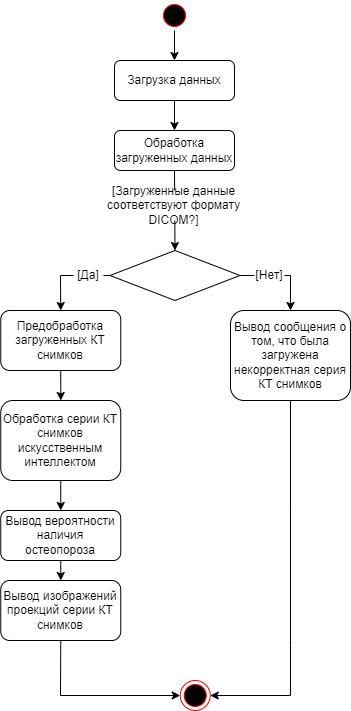 Загрузка данных
Обработка
загруженных данных
[Загруженные данные
соответствуют формату
DICOM?]
[Да]
[Нет]
Предобработка
загруженных КТ
снимков
Вывод сообщения о
том, что была
загружена
некорректная серия
КТ снимков
Обработка серии КТ
снимков
искусственным
интеллектом
Вывод вероятности
наличия
остеопороза
Вывод изображений
проекций серии КТ
снимков